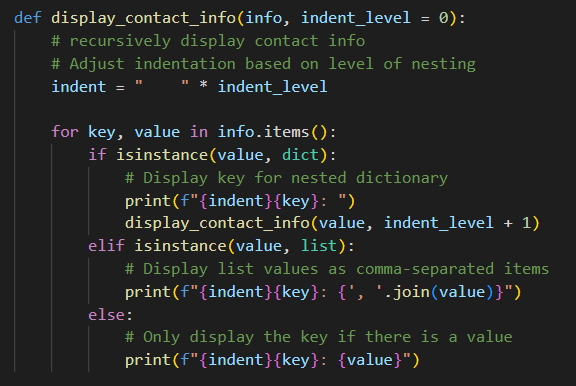 def display_contact_info(info, indent_level = 0):
    # recursively display contact info
    # Adjust indentation based on level of nesting
    indent = "    " * indent_level

    for key, value in info.items():
        if isinstance(value, dict):
            # Display key for nested dictionary
            print(f"{indent}{key}: ")
            display_contact_info(value, indent_level + 1)
        elif isinstance(value, list):
            # Display list values as comma-separated items
            print(f"{indent}{key}: {', '.join(value)}")
        else:
            # Only display the key if there is a value
            print(f"{indent}{key}: {value}")